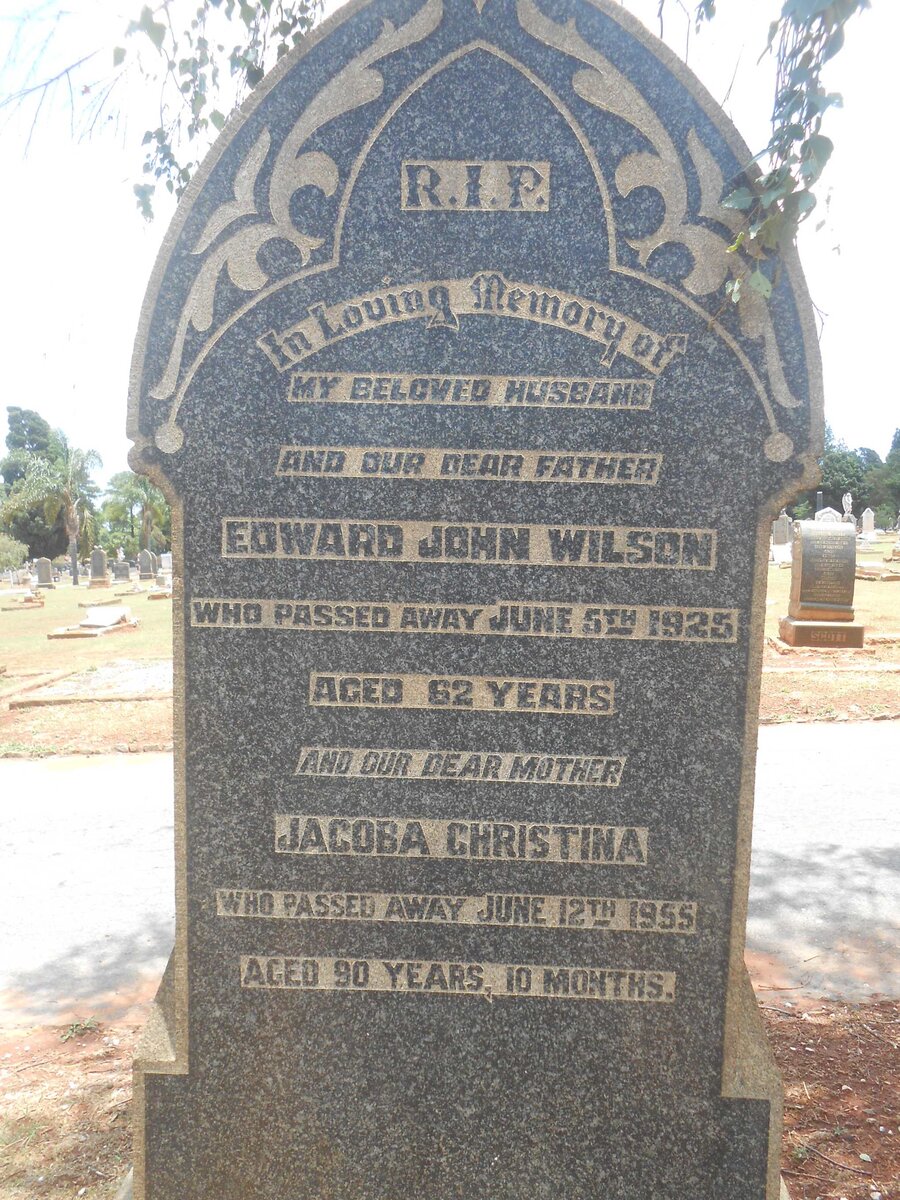 R.I.P.
In Loving Memory of
MY BELOVED HUSBAND
AND OUR DEAR FATHER
EDWARD JOHN WILSON
WHO PASSED AWAY JUNE 5TH 1925
AGED 62 YEARS
AND OUR DEAR MOTHER
JACOBA CHRISTINA
WHO PASSED AWAY JUNE 12TH 1955
AGED 90 YEARS, 10 MONTHS.
SCOTT